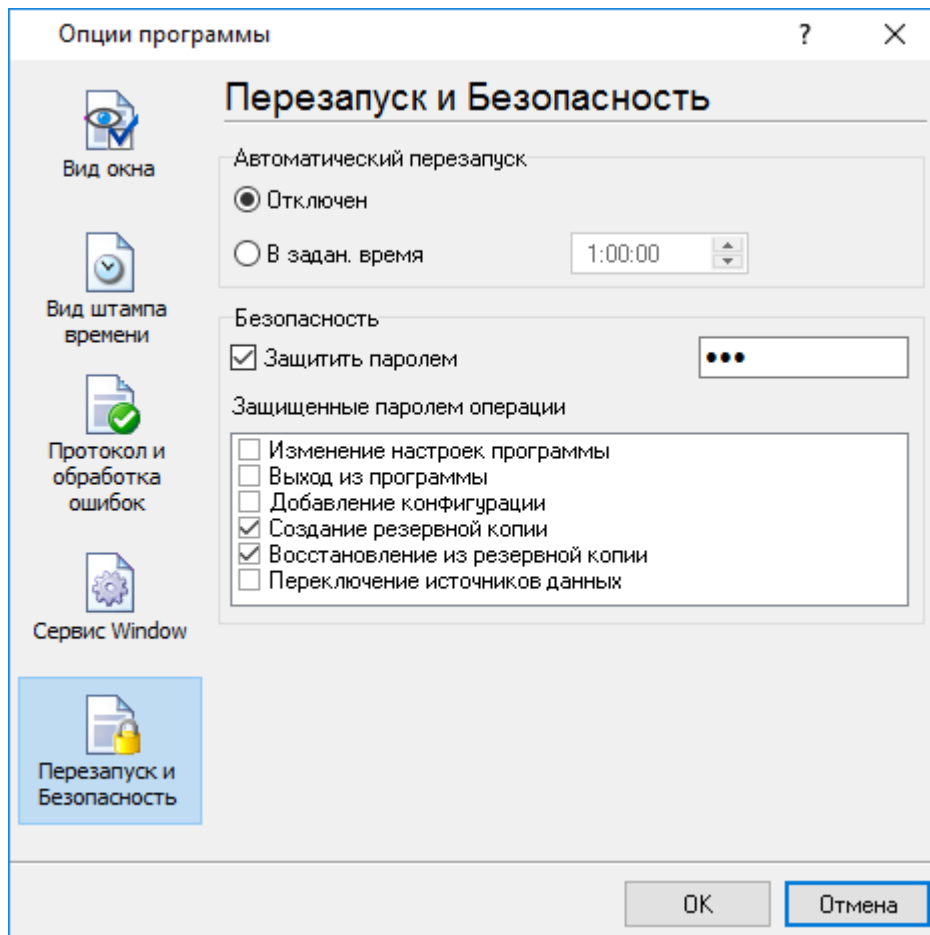 Опции программы
?
Вид окна
Вид штампа
времени
Протокол и
обработка
ошибок
Сервис Window
Перезапуск и
Безопасность
Перезапуск и Безопасность
Автоматический перезапуск
Отключен
В задан. время
1:00:00
Безопасность
Защитить паролем
•••
Защищенные паролем операции
Изменение настроек программы
Выход из программы
Добавление конфигурации
Создание резервной копии
Восстановление из резервной копии
Переключение источников данных
OK
Отмена